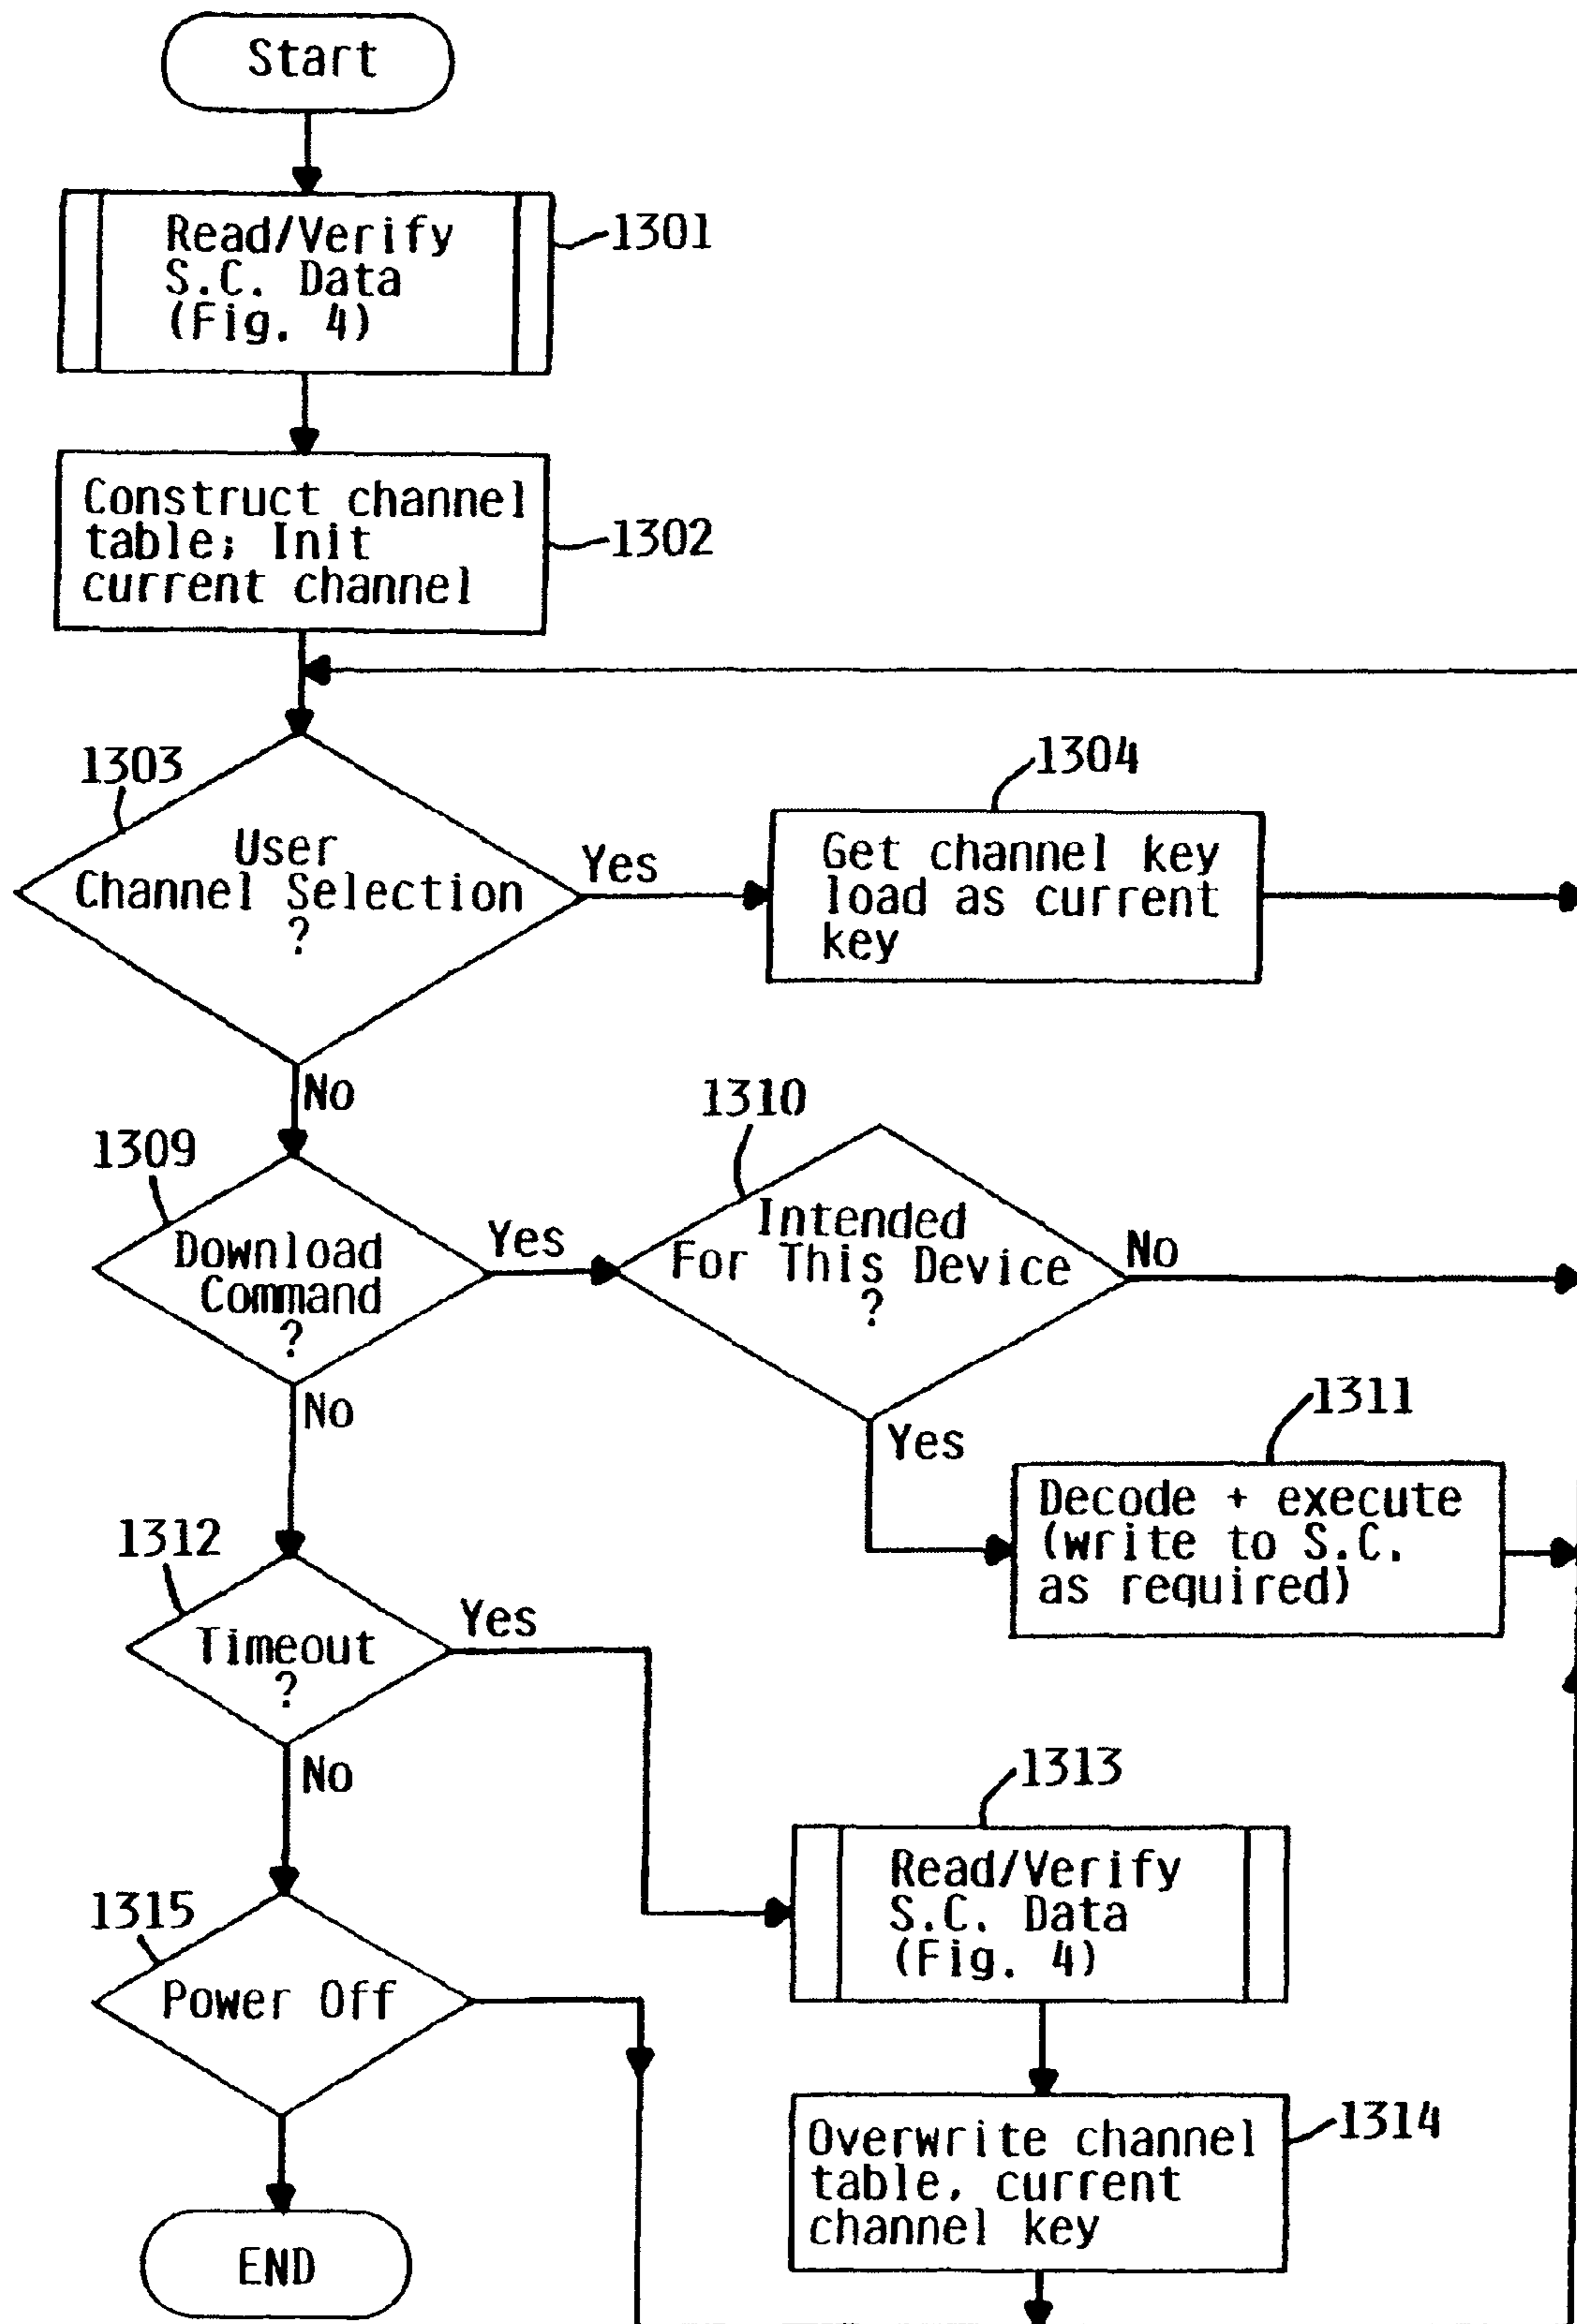 Start
Read/Verify
S.C. Data
(Fig. 4)
1301
Construct channel
table; Init
current channel
1302
1303
User
Channel Selection
?
Yes
No
1304
Get channel key
load as current
key
1309
Download
Command
?
Yes
No
1310
Intended
For This Device
?
No
Yes
1311
Decode + execute
(write to S.C.
as required)
1312
Timeout
?
Yes
No
1313
Read/Verify
S.C. Data
(Fig. 4)
1315
Power Off
1314
Overwrite channel
table, current
channel key
END